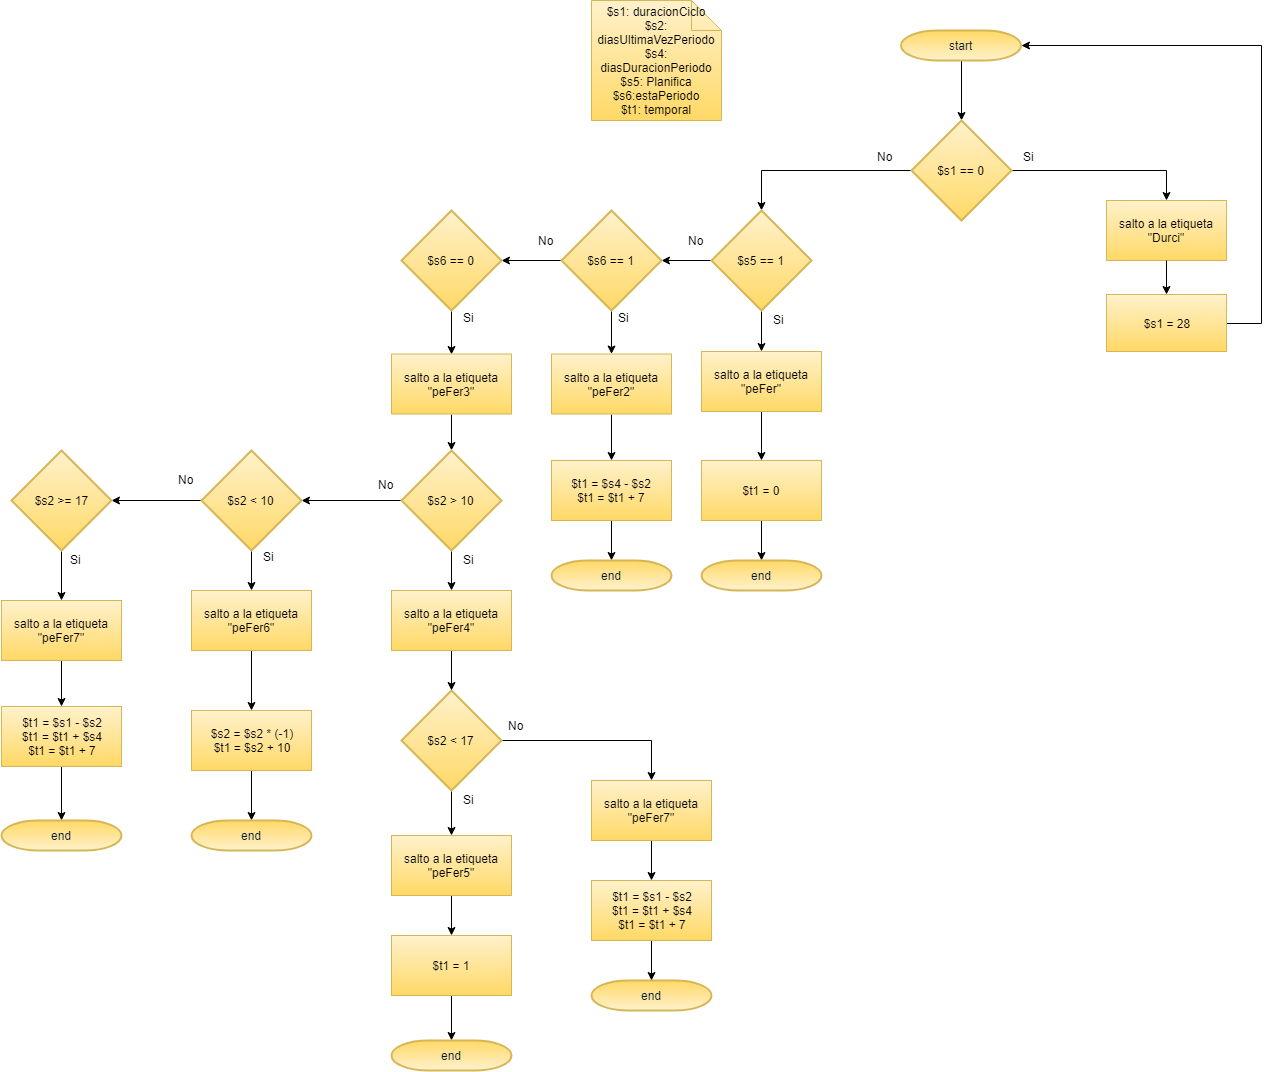 $s1: duracionCiclo
$s2:
diasUltimaVezPeriodo
$s4:
diasDuracionPeriodo
$s5: Planifica
$s6:estaPeriodo
$t1: temporal
start
$s1 == 0
No
Si
salto a la etiqueta
"Durci"
$s1 = 28
$s5 == 1
No
Si
$s6 == 1
No
Si
$s6 == 0
Si
salto a la etiqueta
"peFer"
$t1 = 0
end
salto a la etiqueta
"peFer2"
$t1 = $s4 - $s2
$t1 = $t1 + 7
end
salto a la etiqueta
"peFer3"
$s2 > 10
No
Si
$s2 < 10
No
Si
$s2 >= 17
Si
salto a la etiqueta
"peFer7"
$t1 = $s1 - $s2
$t1 = $t1 + $s4
$t1 = $t1 + 7
end
salto a la etiqueta
"peFer6"
$s2 = $s2 * (-1)
$t1 = $s2 + 10
end
salto a la etiqueta
"peFer4"
$s2 < 17
No
Si
salto a la etiqueta
"peFer7"
$t1 = $s1 - $s2
$t1 = $t1 + $s4
$t1 = $t1 + 7
end
salto a la etiqueta
"peFer5"
$t1 = 1
end